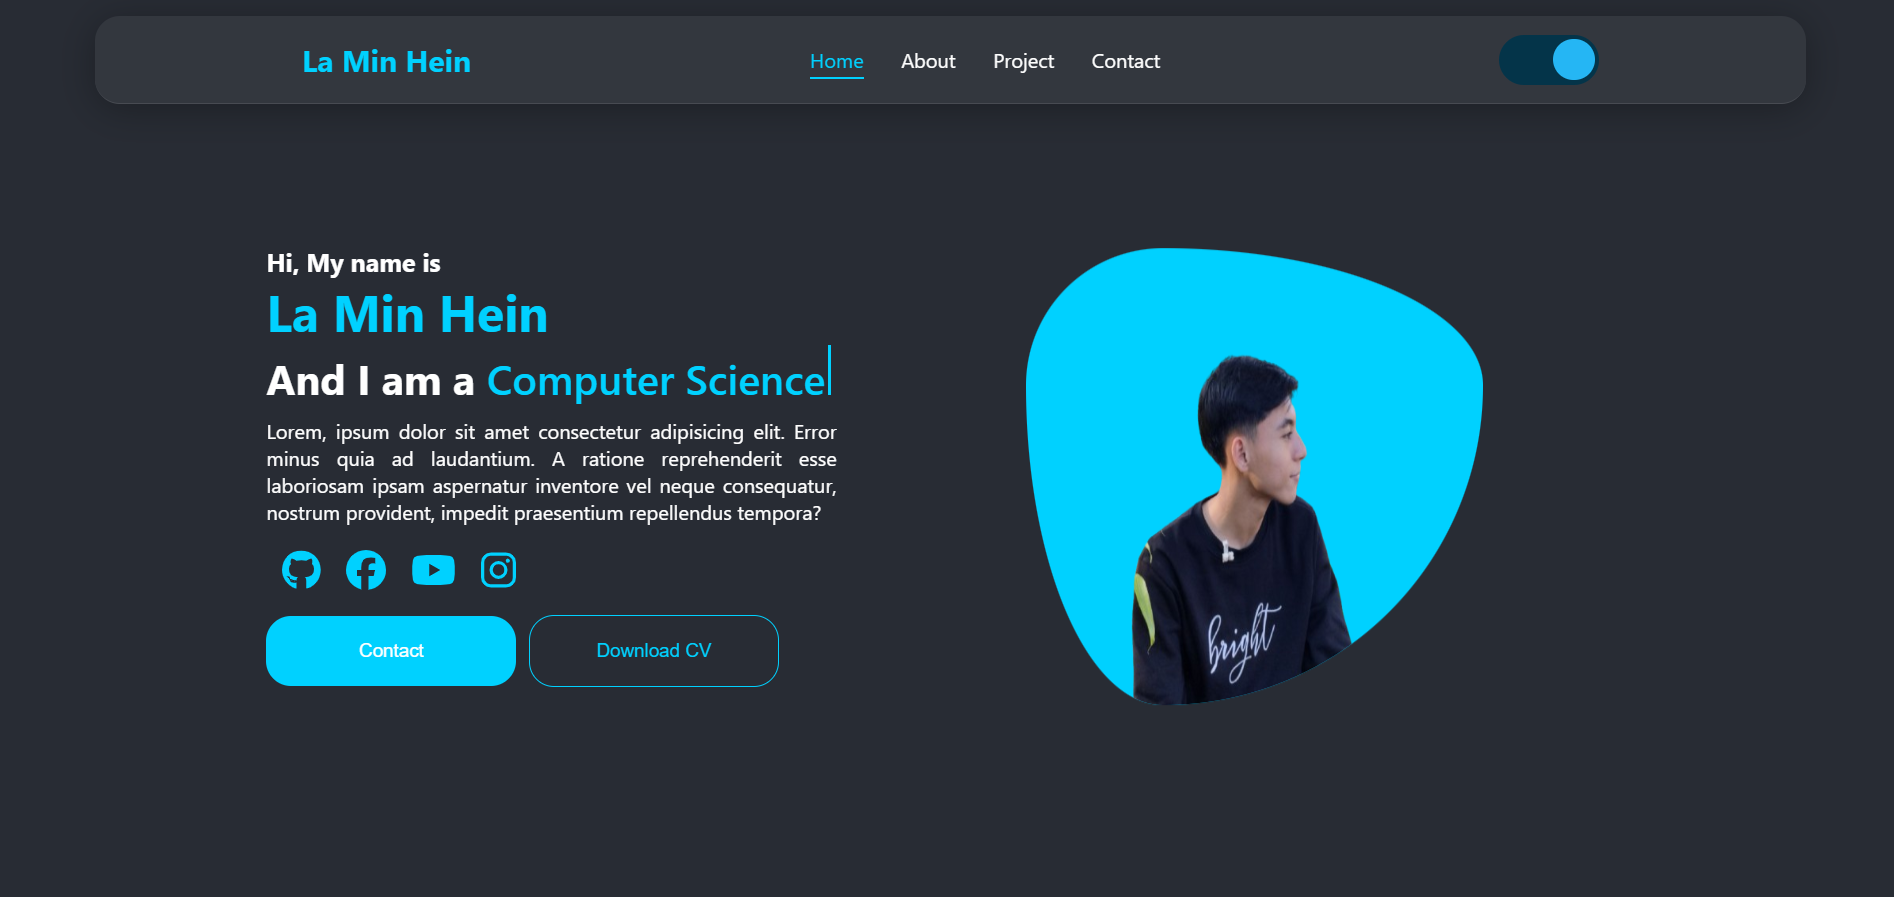 La Min Hein
Home About Project Contact
Hi, My name is
La Min Hein
And I am a Computer Science
Lorem, ipsum dolor sit amet consectetur adipisicing elit. Error
minus quia ad laudantium. A ratione reprehenderit esse
laboriosam ipsam aspernatur inventore vel neque consequatur,
nostrum provident, impedit praesentium repellendus tempora?
Contact Download CV
bright